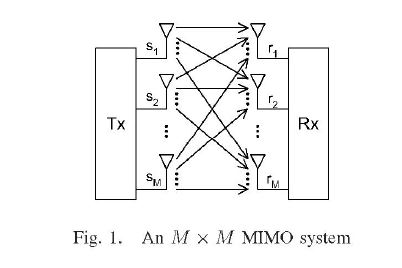 s1 r1
s2 r2
Tx Rx
sM rM
Fig. 1. An M × M MIMO system